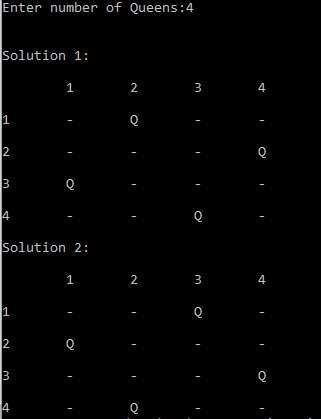 Enter number of Queens:4
Solution 1:
1 2 3 4
1 - Q - -
2 - - - Q
3 Q - - -
4 - - Q -
Solution 2:
1 2 3 4
1 - - Q -
2 Q - - -
3 - - - Q
4 - Q - -